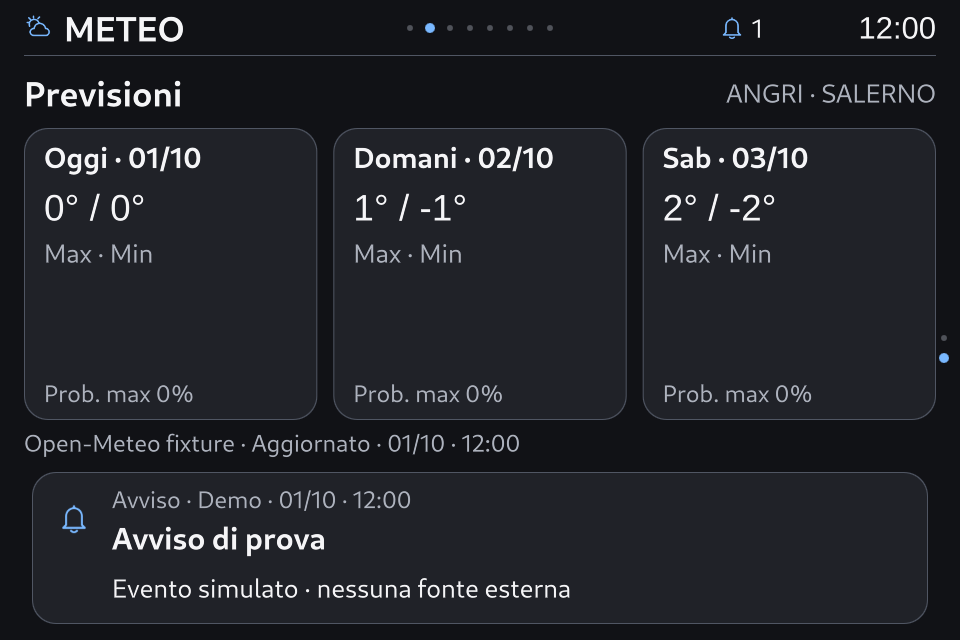 METEO
1
12:00
Previsioni
ANGRI · SALERNO
Oggi · 01/10
0° / 0°
Max · Min
Prob. max 0%
Domani · 02/10
1° / -1°
Max · Min
Prob. max 0%
Sab · 03/10
2° / -2°
Max · Min
Prob. max 0%
Open-Meteo fixture · Aggiornato · 01/10 · 12:00
Avviso · Demo · 01/10 · 12:00
Avviso di prova
Evento simulato · nessuna fonte esterna